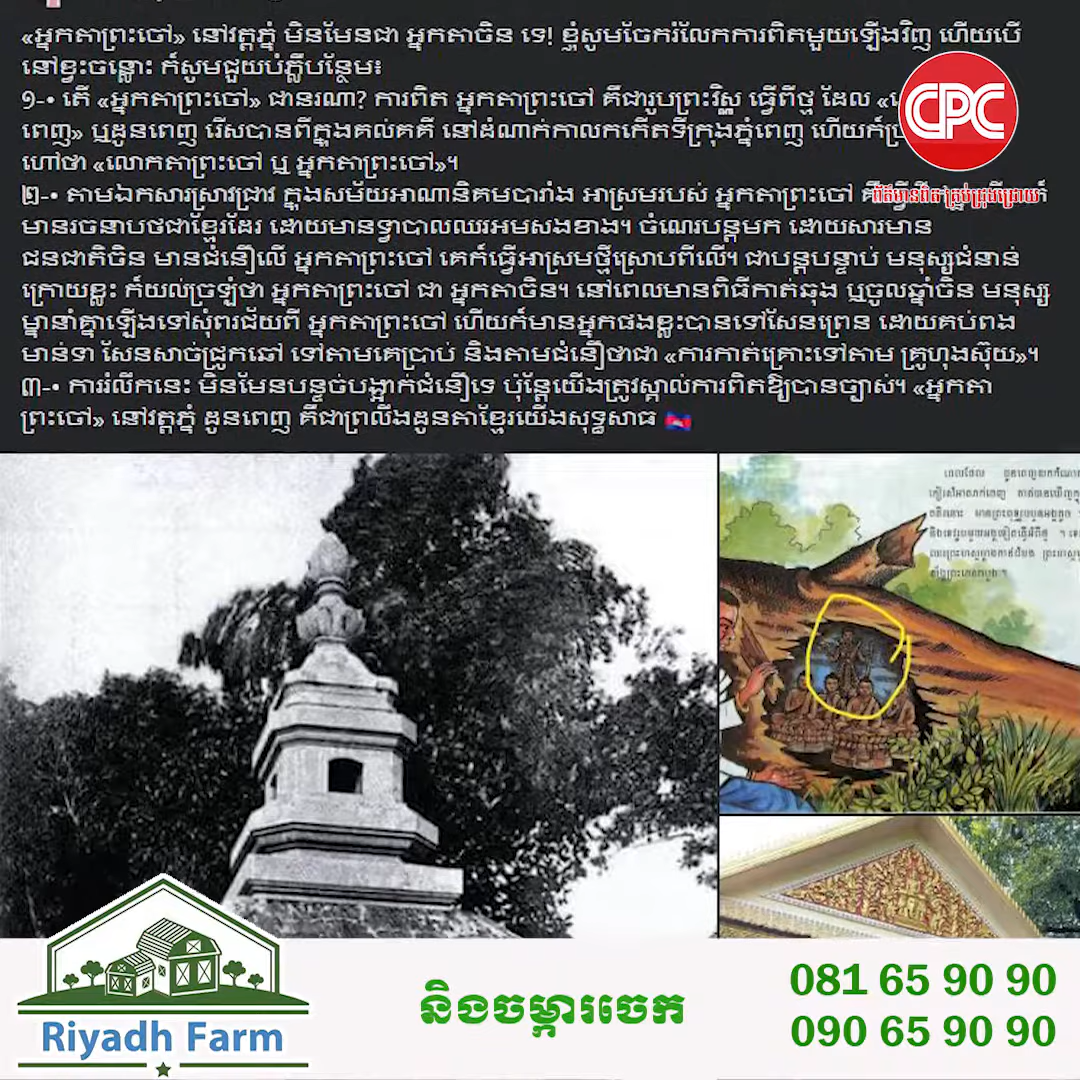 «អ្នកតាព្រះចៅ» នៅវត្តភ្នំ មិនមែនជា អ្នកតាចិន ទេ! ខ្ញុំសូមចែករំលែកការពិតមួយឡើងវិញ ហើយបើ
នៅខ្វះចន្លោះ ក៏សូមជួយបំភ្លឺបន្ថែម៖
១-• តើ «អ្នកតាព្រះចៅ» ជានរណា? ការពិត អ្នកតាព្រះចៅ គឺជារូបព្រះវិស្ណុ ធ្វើពីថ្ម ដែល
ពេញ» ឬដូនពេញ រើសបានពីក្នុងគល់គគី នៅដំណាក់កាលកកើតទីក្រុងភ្នំពេញ ហើយក៏
ហៅថា «លោកតាព្រះចៅ ឬ អ្នកតាព្រះចៅ»។
២-• តាមឯកសារស្រាវជ្រាវ ក្នុងសម័យអាណានិគមបារាំង អាស្រមរបស់ អ្នកតាព្រះចៅ
មានរចនាបថជាខ្មែរដែរ ដោយមានទ្វាបាលឈរអមសងខាង។ ចំណេរបន្តមក ដោយសារមាន
ជនជាតិចិន មានជំនឿលើ អ្នកតាព្រះចៅ គេក៏ធ្វើអាស្រមថ្មីស្រោបពីលើ។ ជាបន្តបន្ទាប់ មនុស្សជំនាន់
ក្រោយខ្លះ ក៏យល់ច្រឡំថា អ្នកតាព្រះចៅ ជា អ្នកតាចិន។ នៅពេលមានពិធីកាត់ឆុង ឬចូលឆ្នាំចិន មនុស្ស
ម្នានាំគ្នាឡើងទៅសុំពរជ័យពី អ្នកតាព្រះចៅ ហើយក៏មានអ្នកផងខ្លះបានទៅសែនព្រេន ដោយគប់ពង
មាន់ទា សែនសាច់ជ្រូកឆៅ ទៅតាមគេប្រាប់ និងតាមជំនឿថាជា «ការកាត់គ្រោះទៅតាម គ្រូហុងស៊ុយ»។
៣-• ការរំលឹកនេះ មិនមែនបន្ទច់បង្អាក់ជំនឿទេ ប៉ុន្តែយើងត្រូវស្គាល់ការពិតឱ្យបានច្បាស់។ «អ្នកតា
ព្រះចៅ» នៅវត្តភ្នំ ដូនពេញ គឺជាព្រលឹងដូនតាខ្មែរយើងសុទ្ធសាធ
CPC
ព័ត៌មានពិត គ្រប់ជ្រុងជ្រោយ
Riyadh Farm
និងចម្ការចេក
081 65 90 90
090 65 90 90